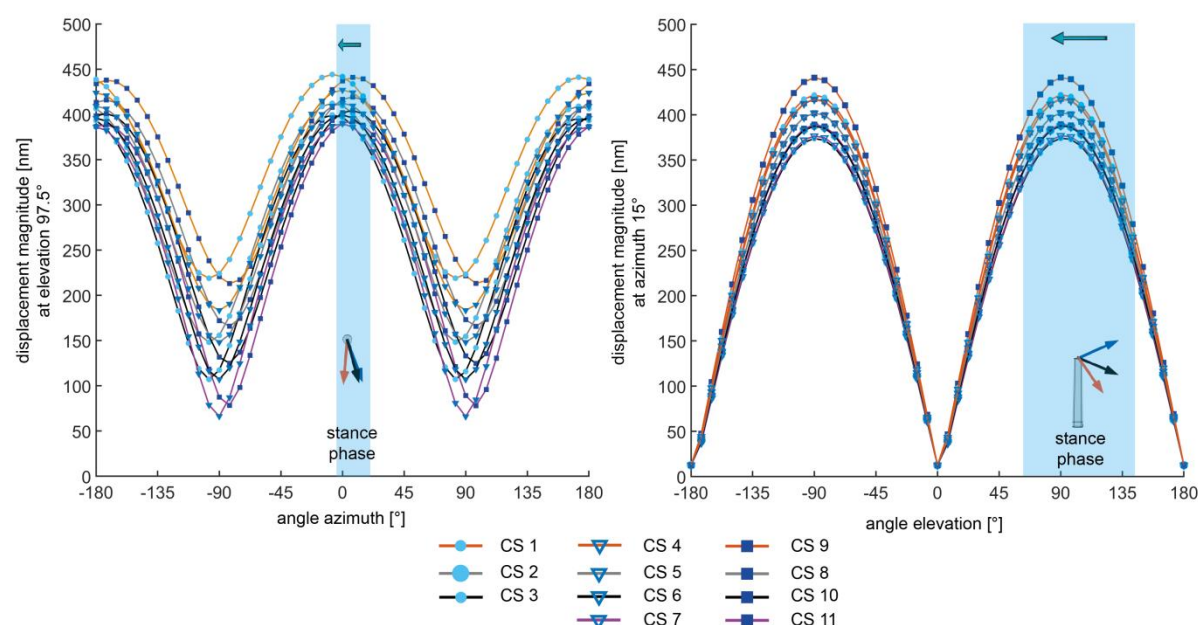 500
450
400
350
300
250
200
150
100
50
0
displacement magnitude [nm]
at elevation 97.5°
-180 -135 -90 -45 0 45 90 135 180
angle azimuth [°]
stance
phase
500
450
400
350
300
250
200
150
100
50
0
displacement magnitude [nm]
at azimuth 15°
-180 -135 -90 -45 0 45 90 135 180
angle elevation [°]
stance
phase
CS 1 CS 4 CS 9
CS 2 CS 5 CS 8
CS 3 CS 6 CS 10
CS 7 CS 11